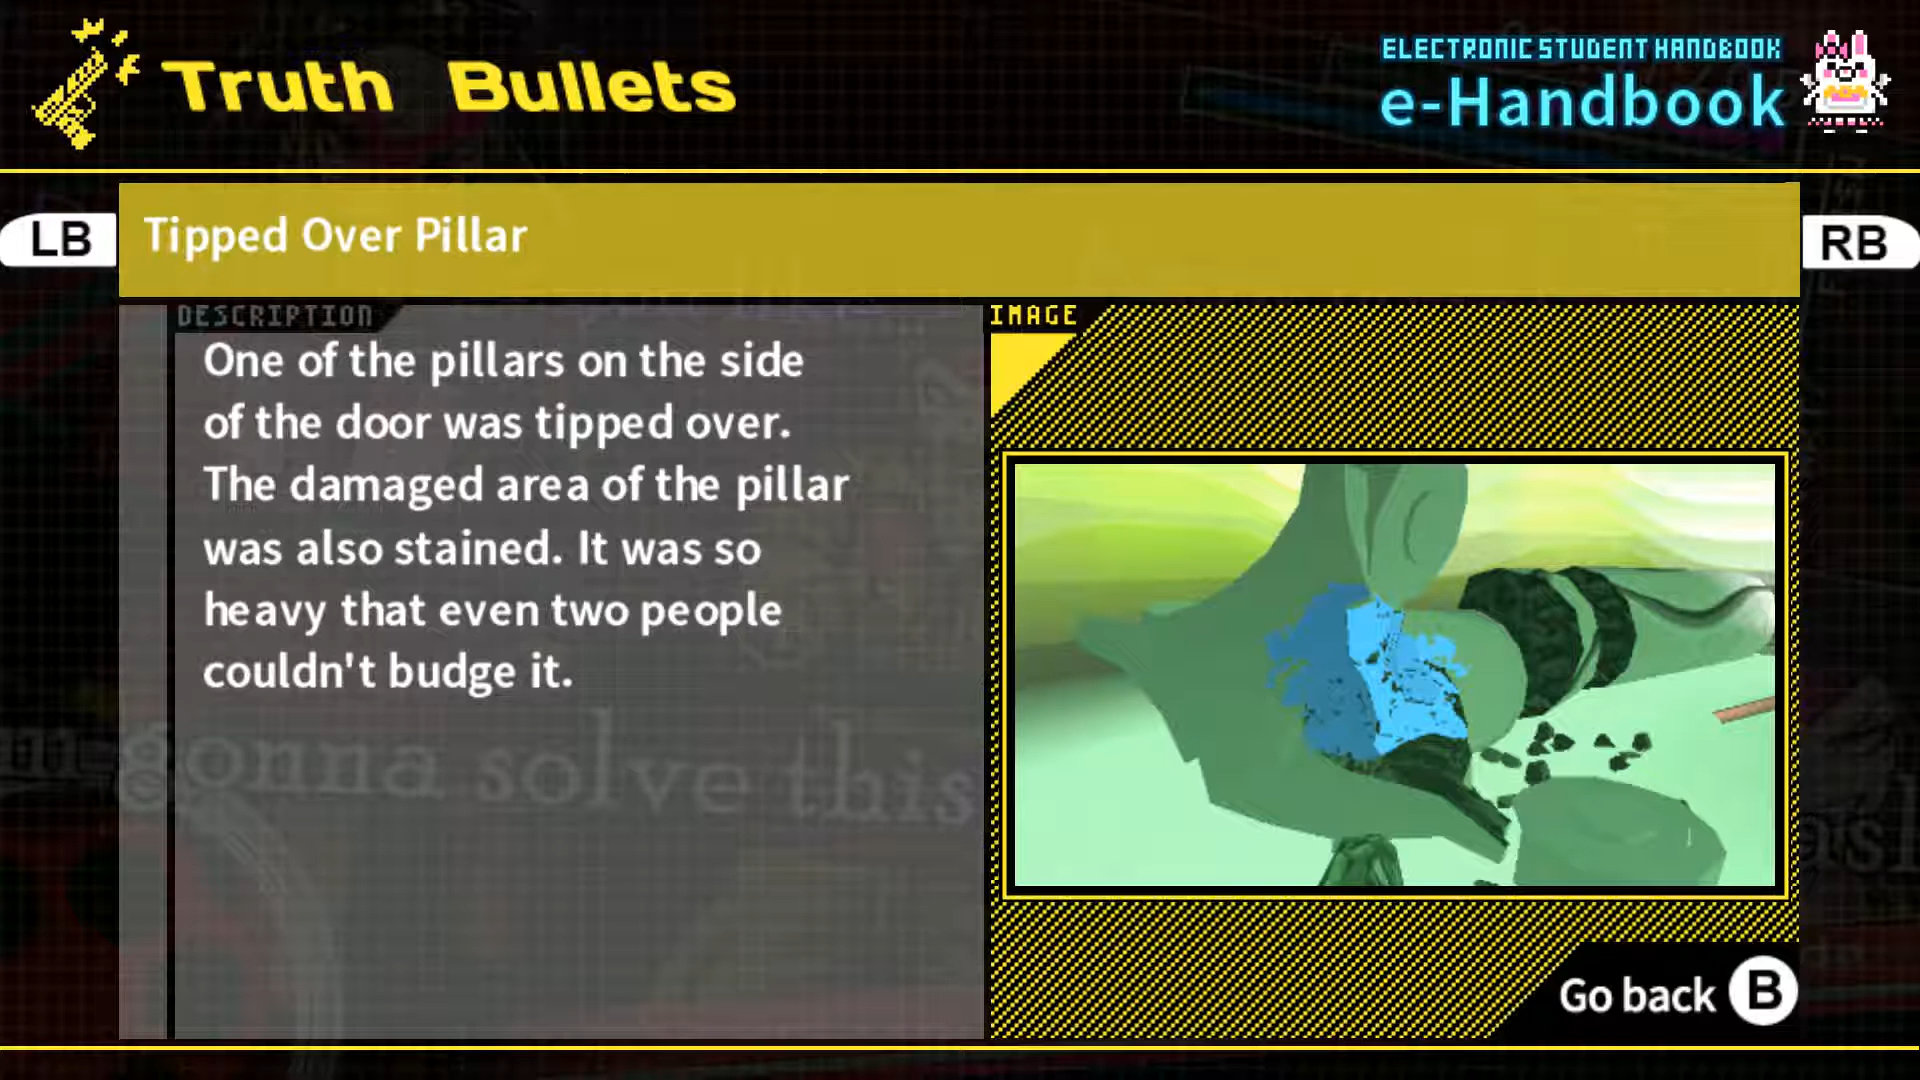 Truth Bullets
ELECTRONIC STUDENT HANDBOOK
e-Handbook
LB
Tipped Over Pillar
RB
DESCRIPTION
One of the pillars on the side
of the door was tipped over.
The damaged area of the pillar
was also stained. It was so
heavy that even two people
couldn't budge it.
IMAGE
gonna solve this
Go back B